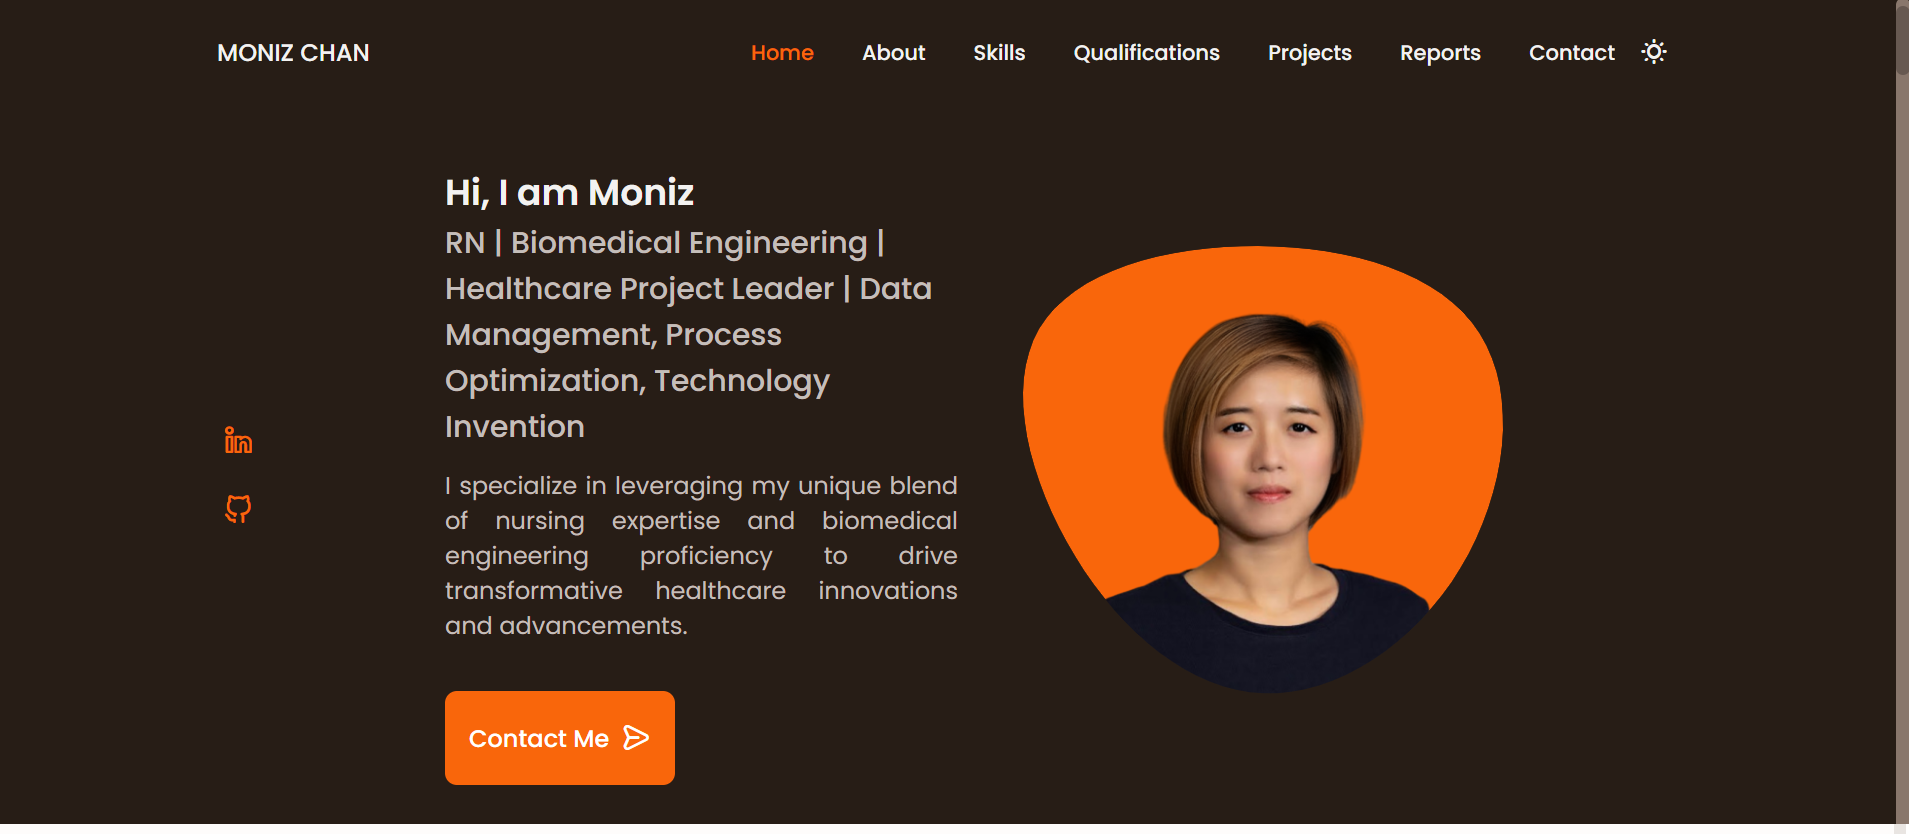 MONIZ CHAN
Home About Skills Qualifications Projects Reports Contact
Hi, I am Moniz
RN | Biomedical Engineering |
Healthcare Project Leader | Data
Management, Process
Optimization, Technology
Invention
I specialize in leveraging my unique blend
of nursing expertise and biomedical
engineering proficiency to drive
transformative healthcare innovations
and advancements.
Contact Me